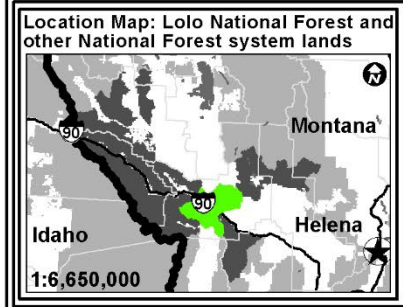 Location Map: Lolo National Forest and
other National Forest system lands
N
90
Montana
90
Idaho
Helena
1:6,650,000